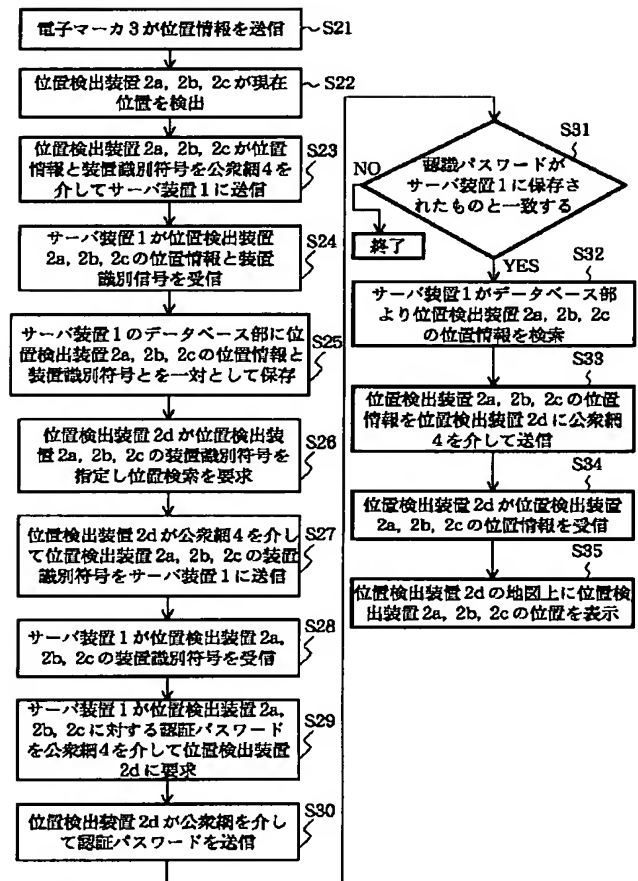 電子マーカ3が位置情報を送信
S21
位置検出装置2a, 2b, 2cが現在
位置を検出
S22
位置検出装置2a, 2b, 2cが位置
情報と装置識別符号を公衆網4を
介してサーバ装置1に送信
S23
サーバ装置1が位置検出装置
2a, 2b, 2cの位置情報と装置
識別信号を受信
S24
サーバ装置1のデータベース部に位
置検出装置2a, 2b, 2cの位置情報と
装置識別符号とを一対として保存
S25
位置検出装置2dが位置検出装
置2a, 2b, 2cの装置識別符号を
指定し位置検索を要求
S26
位置検出装置2dが公衆網4を介し
て位置検出装置2a, 2b, 2cの装置
識別符号をサーバ装置1に送信
S27
サーバ装置1が位置検出装置2a,
2b, 2cの装置識別符号を受信
S28
サーバ装置1が位置検出装置2a,
2b, 2cに対する認証パスワード
を公衆網4を介して位置検出装置
2dに要求
S29
位置検出装置2dが公衆網を介し
て認証パスワードを送信
S30
S31
認識パスワードが
サーバ装置1に保存さ
れたものと一致する
NO
終了
YES
S32
サーバ装置1がデータベース部
より位置検出装置2a, 2b, 2c
の位置情報を検索
S33
位置検出装置2a, 2b, 2cの位置
情報を位置検出装置2dに公衆網
4を介して送信
S34
位置検出装置2dが位置検出装置
2a, 2b, 2cの位置情報を受信
S35
位置検出装置2dの地図上に位置検
出装置2a, 2b, 2cの位置を表示